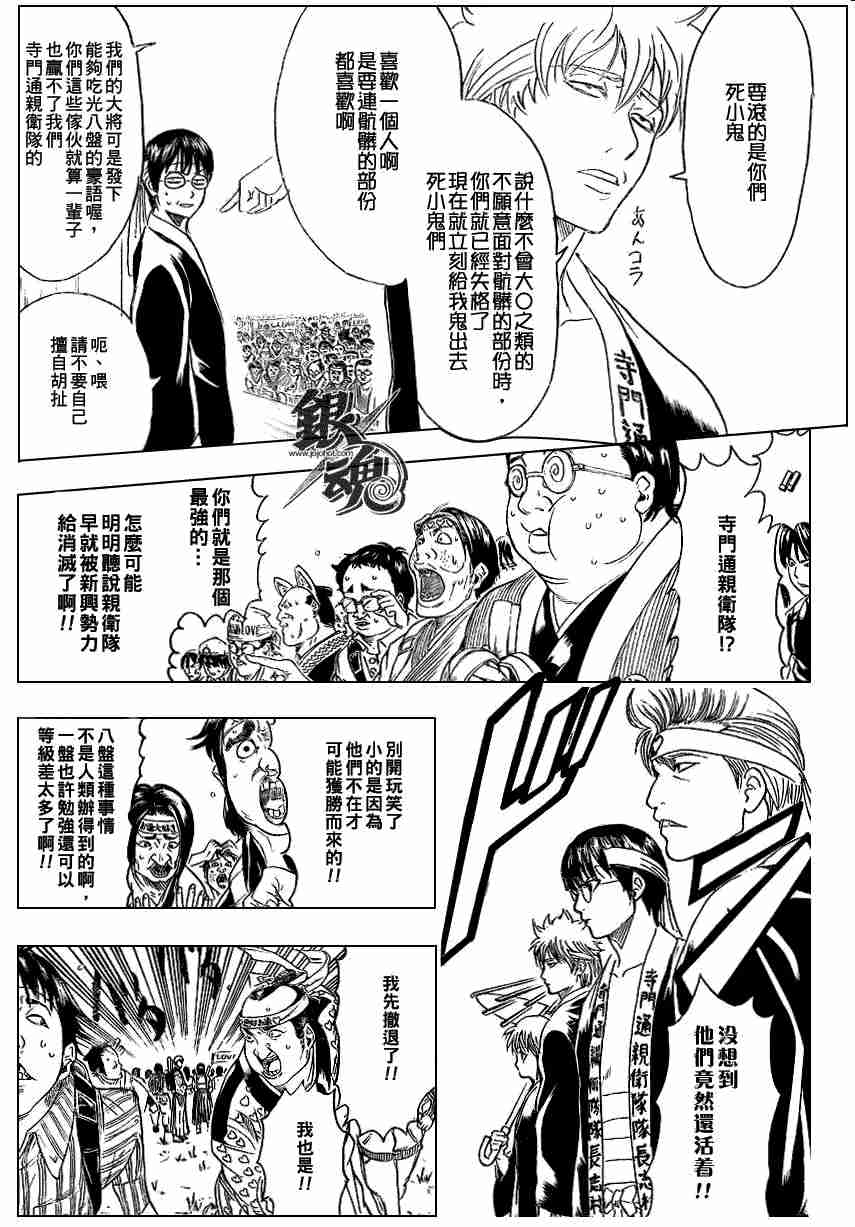 要滾的是你們
死小鬼
あんコラ
說什麼不會大〇之類的
不願意面對骯髒的部份時，
你們就已經失格了
現在就立刻給我鬼出去
死小鬼們
喜歡一個人啊
是要連骯髒的部份
都喜歡啊
我們的大將可是發下
能夠吃光八盤的豪語喔，
你們這些傢伙就算一輩子
也贏不了我們
寺門通親衛隊的
呃、喂
請不要自己
擅自胡扯
寺門通
銀魂
www.jojohot.com
!!
寺門通親衛隊!?
你們就是那個
最強的…
怎麼可能
明明聽說親衛隊
早就被新興勢力
給消滅了啊!!
LOVE
没想到
他們竟然還活着!!
寺門通親衛隊隊長志村
別開玩笑了
小的是因為
他們不在才
可能獲勝而來的!!
八盤這種事情
不是人類辦得到的啊，
一盤也許勉強還可以
等級差太多了啊!!
我先撤退了!!
我也是!!
LOVE